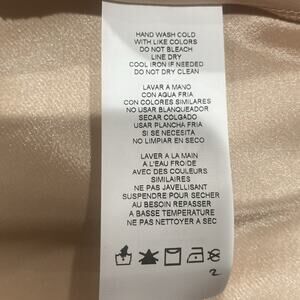 HAND WASH COLD
WITH LIKE COLORS
DO NOT BLEACH
LINE DRY
COOL IRON IF NEEDED
DO NOT DRY CLEAN
LAVAR A MANO
CON AQUA FRIA
CON COLORES SIMILARES
NO USAR BLANQUEADOR
SECAR COLGADO
USAR PLANCHA FRIA
SI SE NECESITA
NO LIMPIAR EN SECO
LAVER A LA MAIN
A L'EAU FROIDE
AVEC DES COULEURS
SIMILAIRES
NE PAS JAVELLISANT
SUSPENDRE POUR SECHER
AU BESOIN REPASSER
A BASSE TEMPERATURE
NE PAS NETTOYER A SEC
2